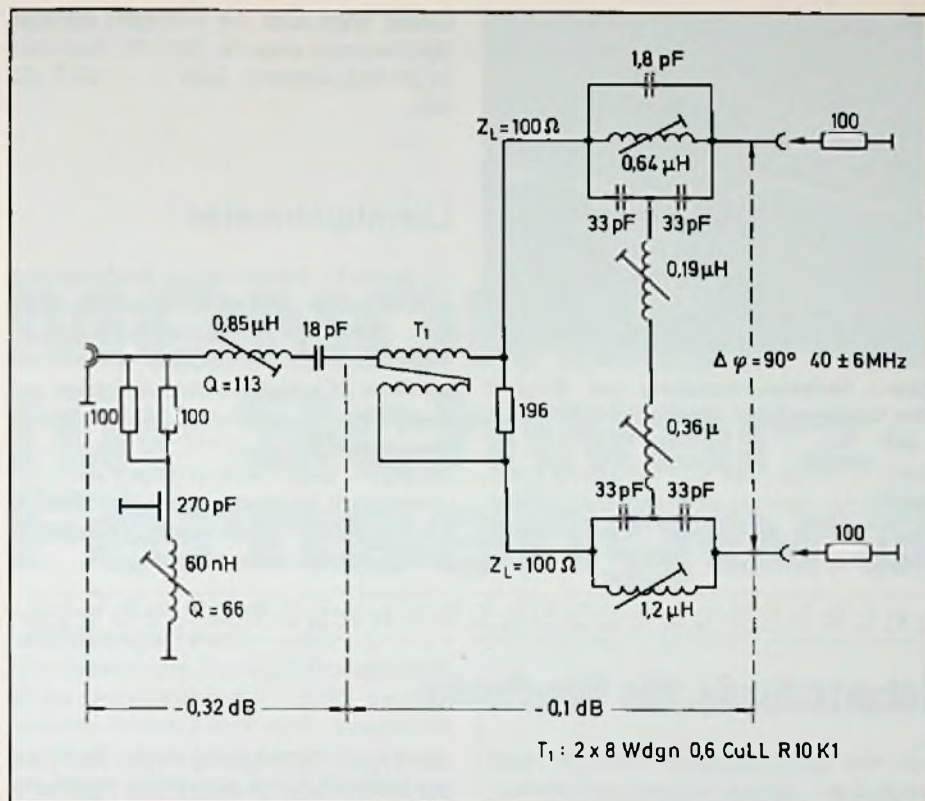 1,8 pF
Z_L = 100 Ω
100
0,64 µH
33 pF 33 pF
0,19 µH
0,85 µH 18 pF T₁
Q = 113
Δ φ = 90° 40 ± 6 MHz
100 100
196
0,36 µ
270 pF
33 pF 33 pF
60 nH
100
Z_L = 100 Ω
Q = 66
1,2 µH
-0,32 dB
-0,1 dB
T₁ : 2 x 8 Wdgn 0,6 CuLL R10 K1